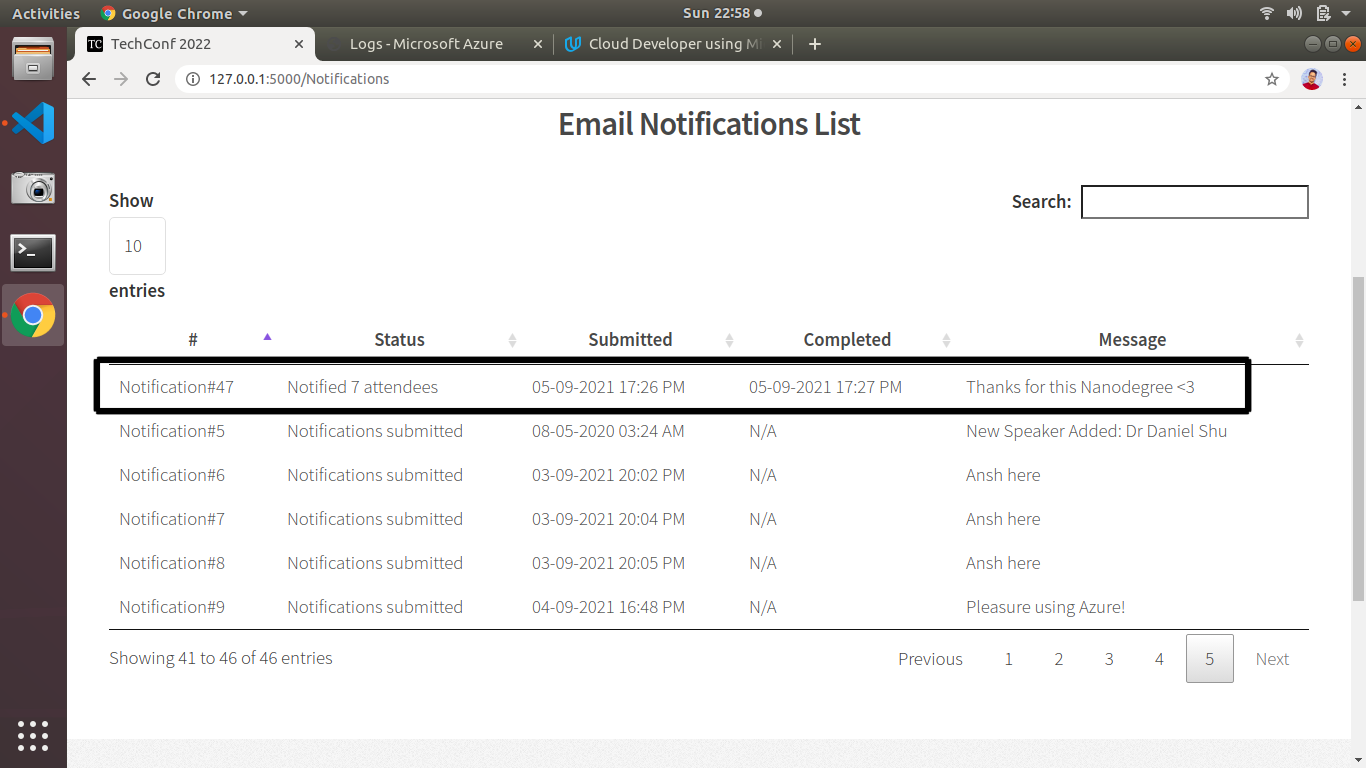 Activities Google Chrome Sun 22:58
TechConf 2022 Logs - Microsoft Azure Cloud Developer using Mi
127.0.0.1:5000/Notifications
Email Notifications List
Show
Search:
10
entries
# Status Submitted Completed Message
Notification#47 Notified 7 attendees 05-09-2021 17:26 PM 05-09-2021 17:27 PM Thanks for this Nanodegree <3
Notification#5 Notifications submitted 08-05-2020 03:24 AM N/A New Speaker Added: Dr Daniel Shu
Notification#6 Notifications submitted 03-09-2021 20:02 PM N/A Ansh here
Notification#7 Notifications submitted 03-09-2021 20:04 PM N/A Ansh here
Notification#8 Notifications submitted 03-09-2021 20:05 PM N/A Ansh here
Notification#9 Notifications submitted 04-09-2021 16:48 PM N/A Pleasure using Azure!
Showing 41 to 46 of 46 entries Previous 1 2 3 4 5 Next